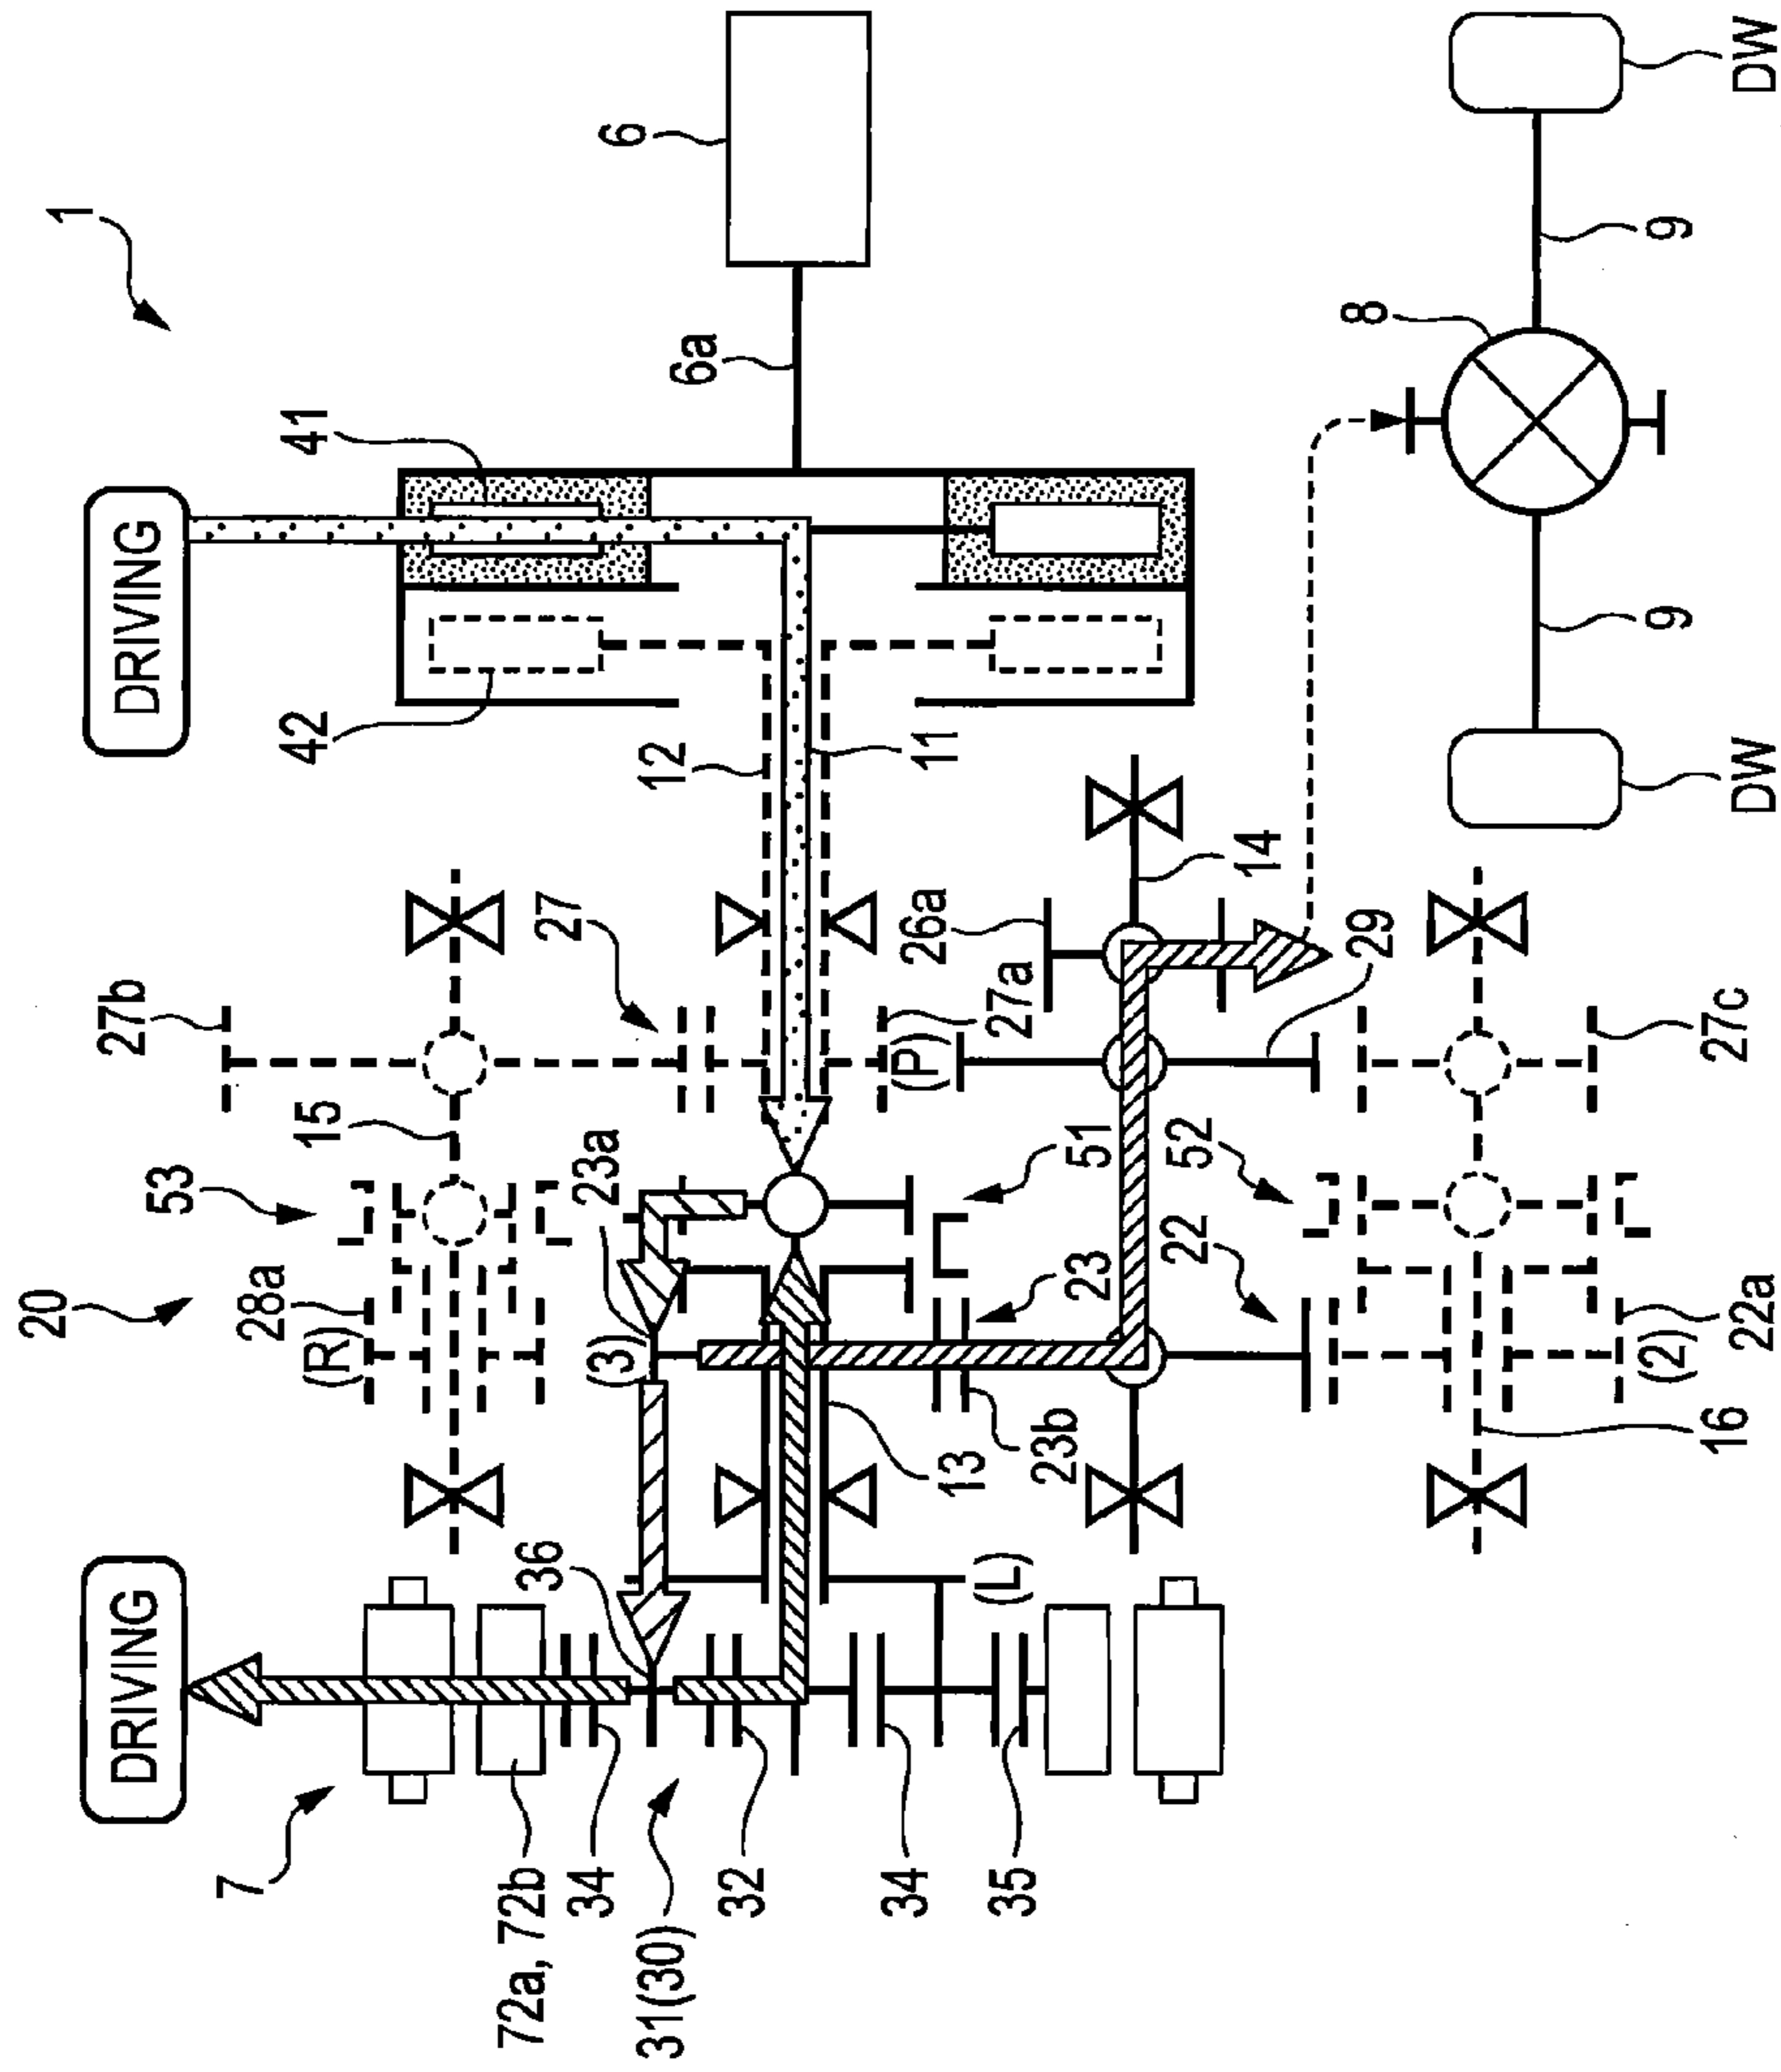 1
20
53
15
27b
27
DRIVING
41
42
12
11
6a
6
28a
(R)
23a
(3)
(P)
27a
26a
14
8
9
9
DW
DW
51
52
23
22
29
27c
13
23b
16
(2)
22a
36
(L)
DRIVING
7
72a, 72b
34
31(30)
32
34
35